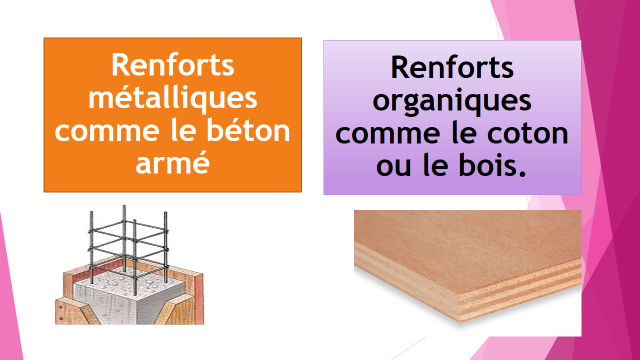 Renforts
métalliques
comme le béton
armé
Renforts
organiques
comme le coton
ou le bois.